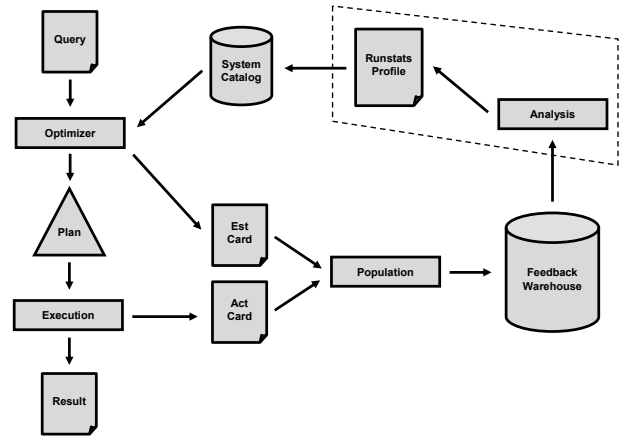 Query
System
Catalog
Runstats
Profile
Analysis
Optimizer
Plan
Est
Card
Population
Feedback
Warehouse
Execution
Act
Card
Result